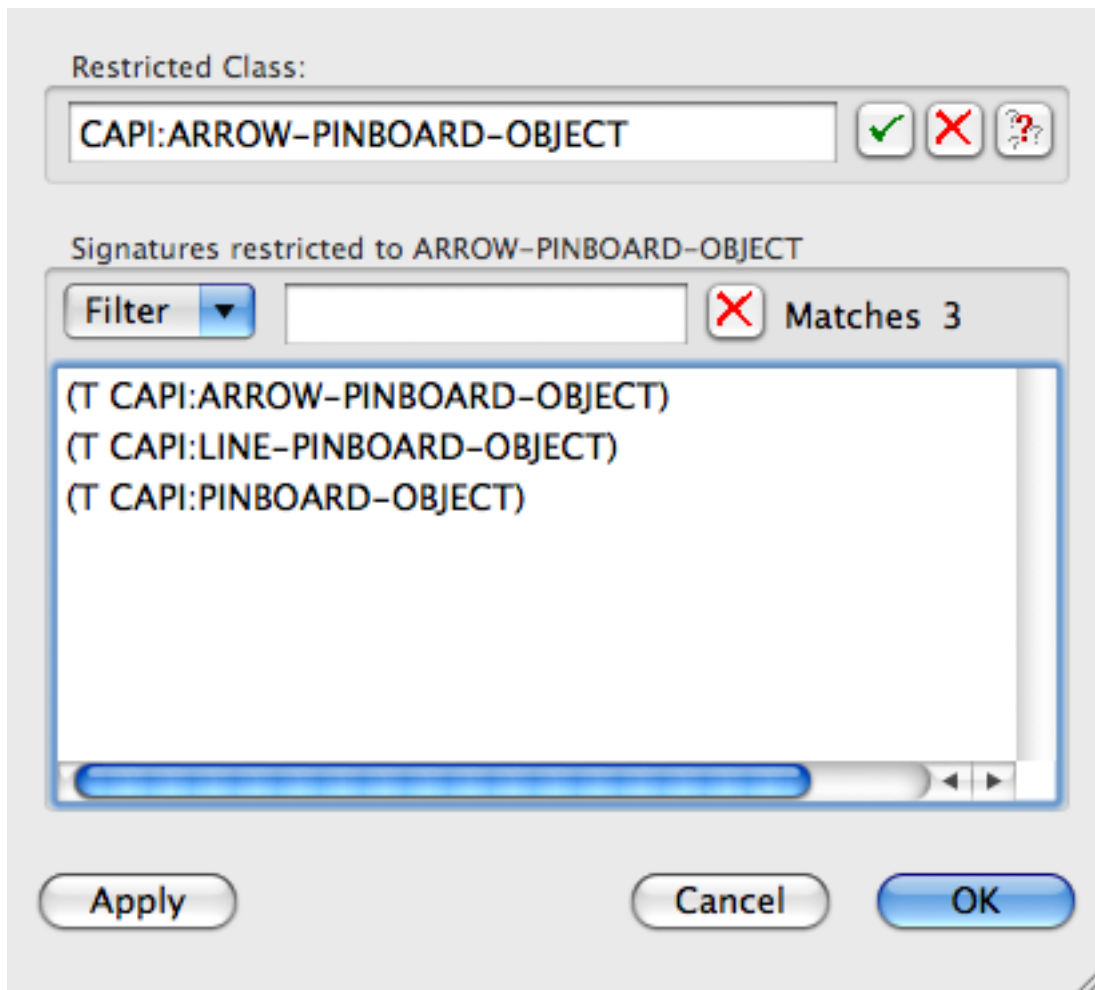 Restricted Class:
CAPI:ARROW-PINBOARD-OBJECT
Signatures restricted to ARROW-PINBOARD-OBJECT
Filter Matches 3
(T CAPI:ARROW-PINBOARD-OBJECT)
(T CAPI:LINE-PINBOARD-OBJECT)
(T CAPI:PINBOARD-OBJECT)
Apply Cancel OK